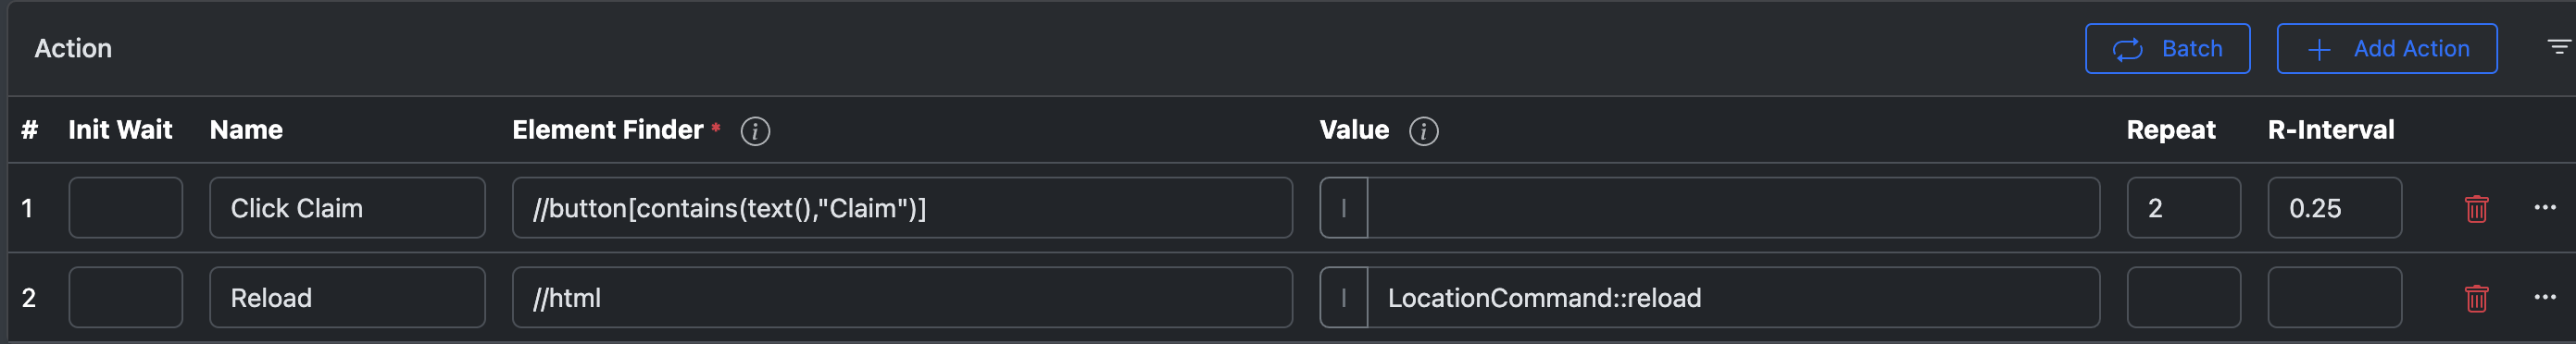 Action Batch Add Action
# Init Wait Name Element Finder * i Value i Repeat R-Interval
1 Click Claim //button[contains(text(),"Claim")] | 2 0.25 ···
2 Reload //html | LocationCommand::reload ···